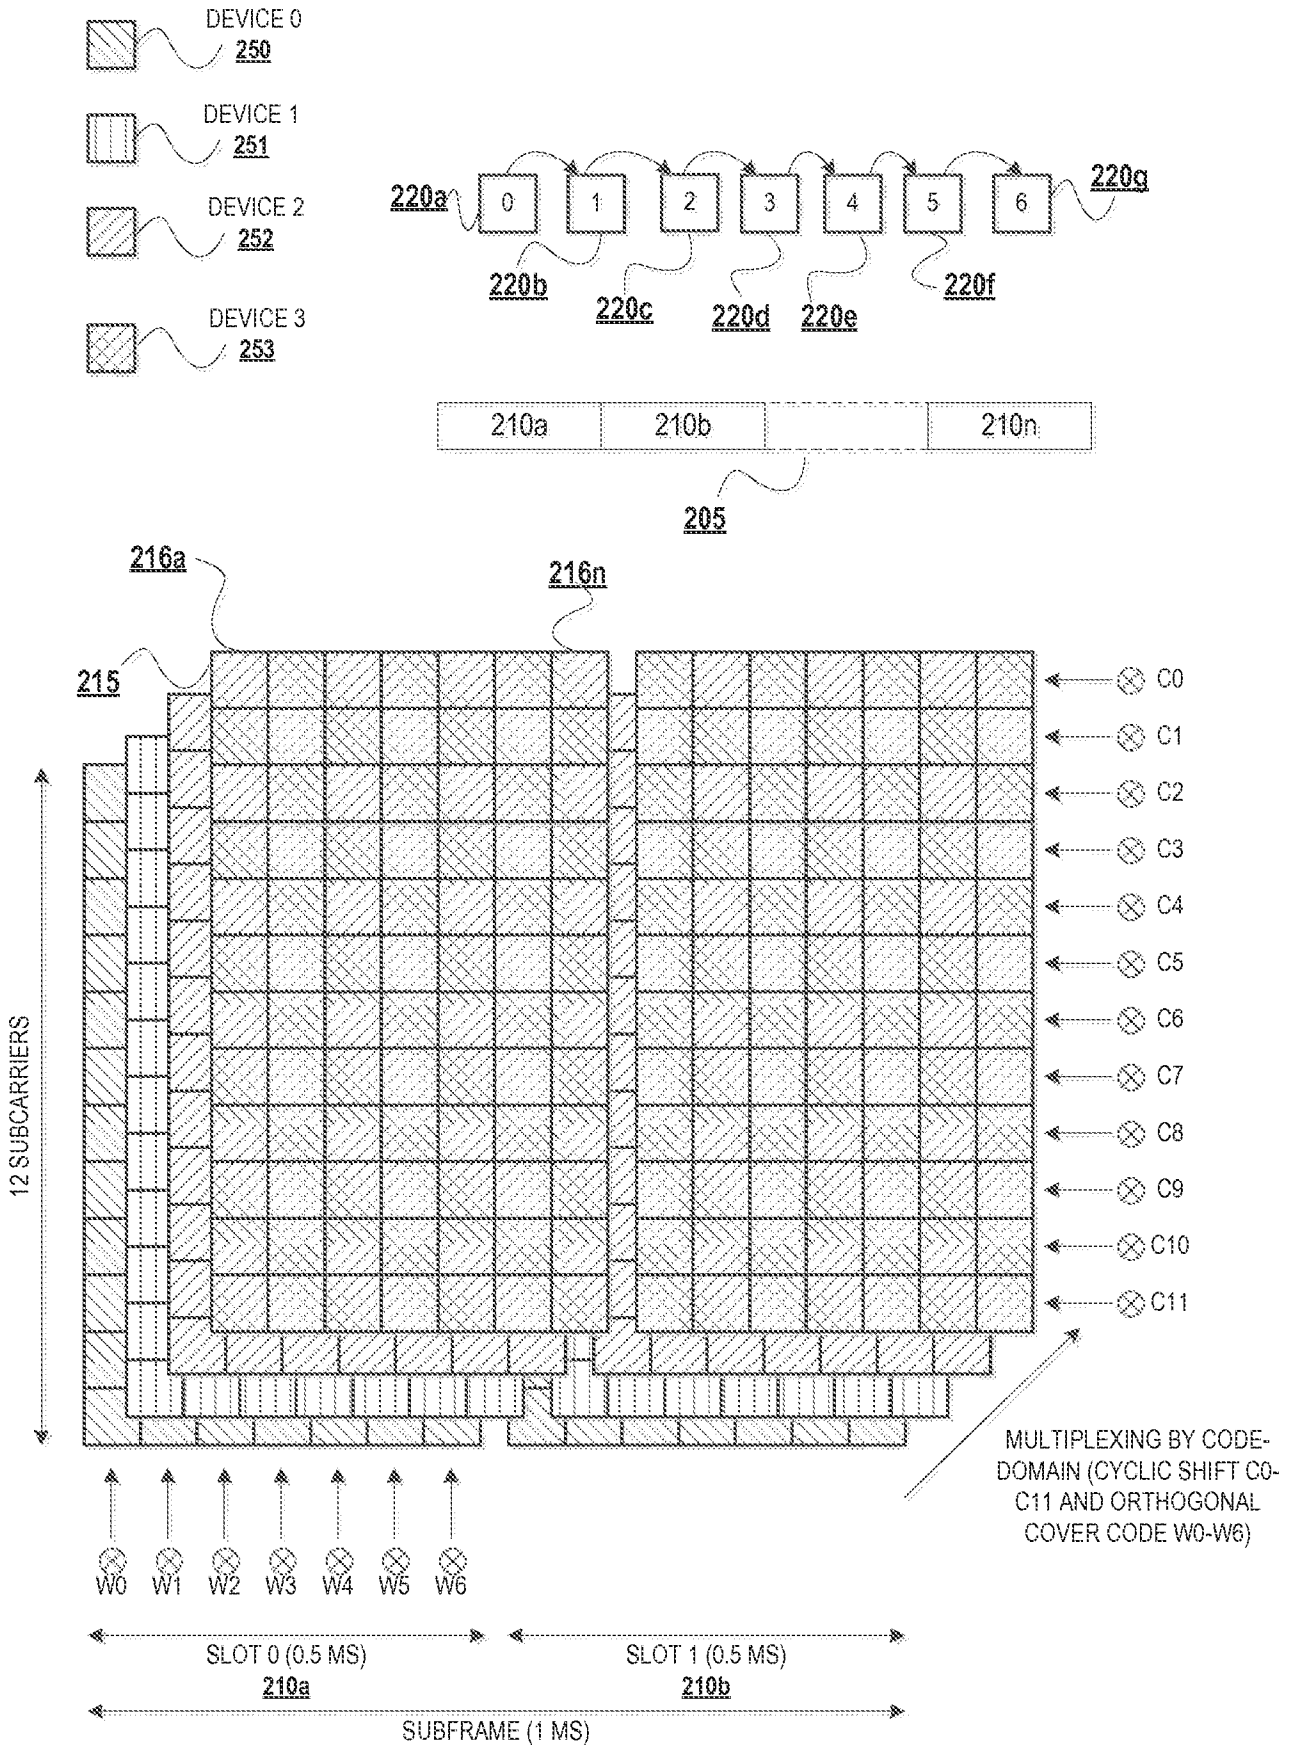 DEVICE 0
250
DEVICE 1
251
DEVICE 2
252
DEVICE 3
253
220a 0 1 2 3 4 5 6 220g
220b 220c 220d 220e 220f
210a 210b 210n
205
216a 216n
215
C0
C1
C2
C3
C4
C5
C6
C7
C8
C9
C10
C11
12 SUBCARRIERS
MULTIPLEXING BY CODE-
DOMAIN (CYCLIC SHIFT C0-
C11 AND ORTHOGONAL
COVER CODE W0-W6)
W0 W1 W2 W3 W4 W5 W6
SLOT 0 (0.5 MS) SLOT 1 (0.5 MS)
210a 210b
SUBFRAME (1 MS)